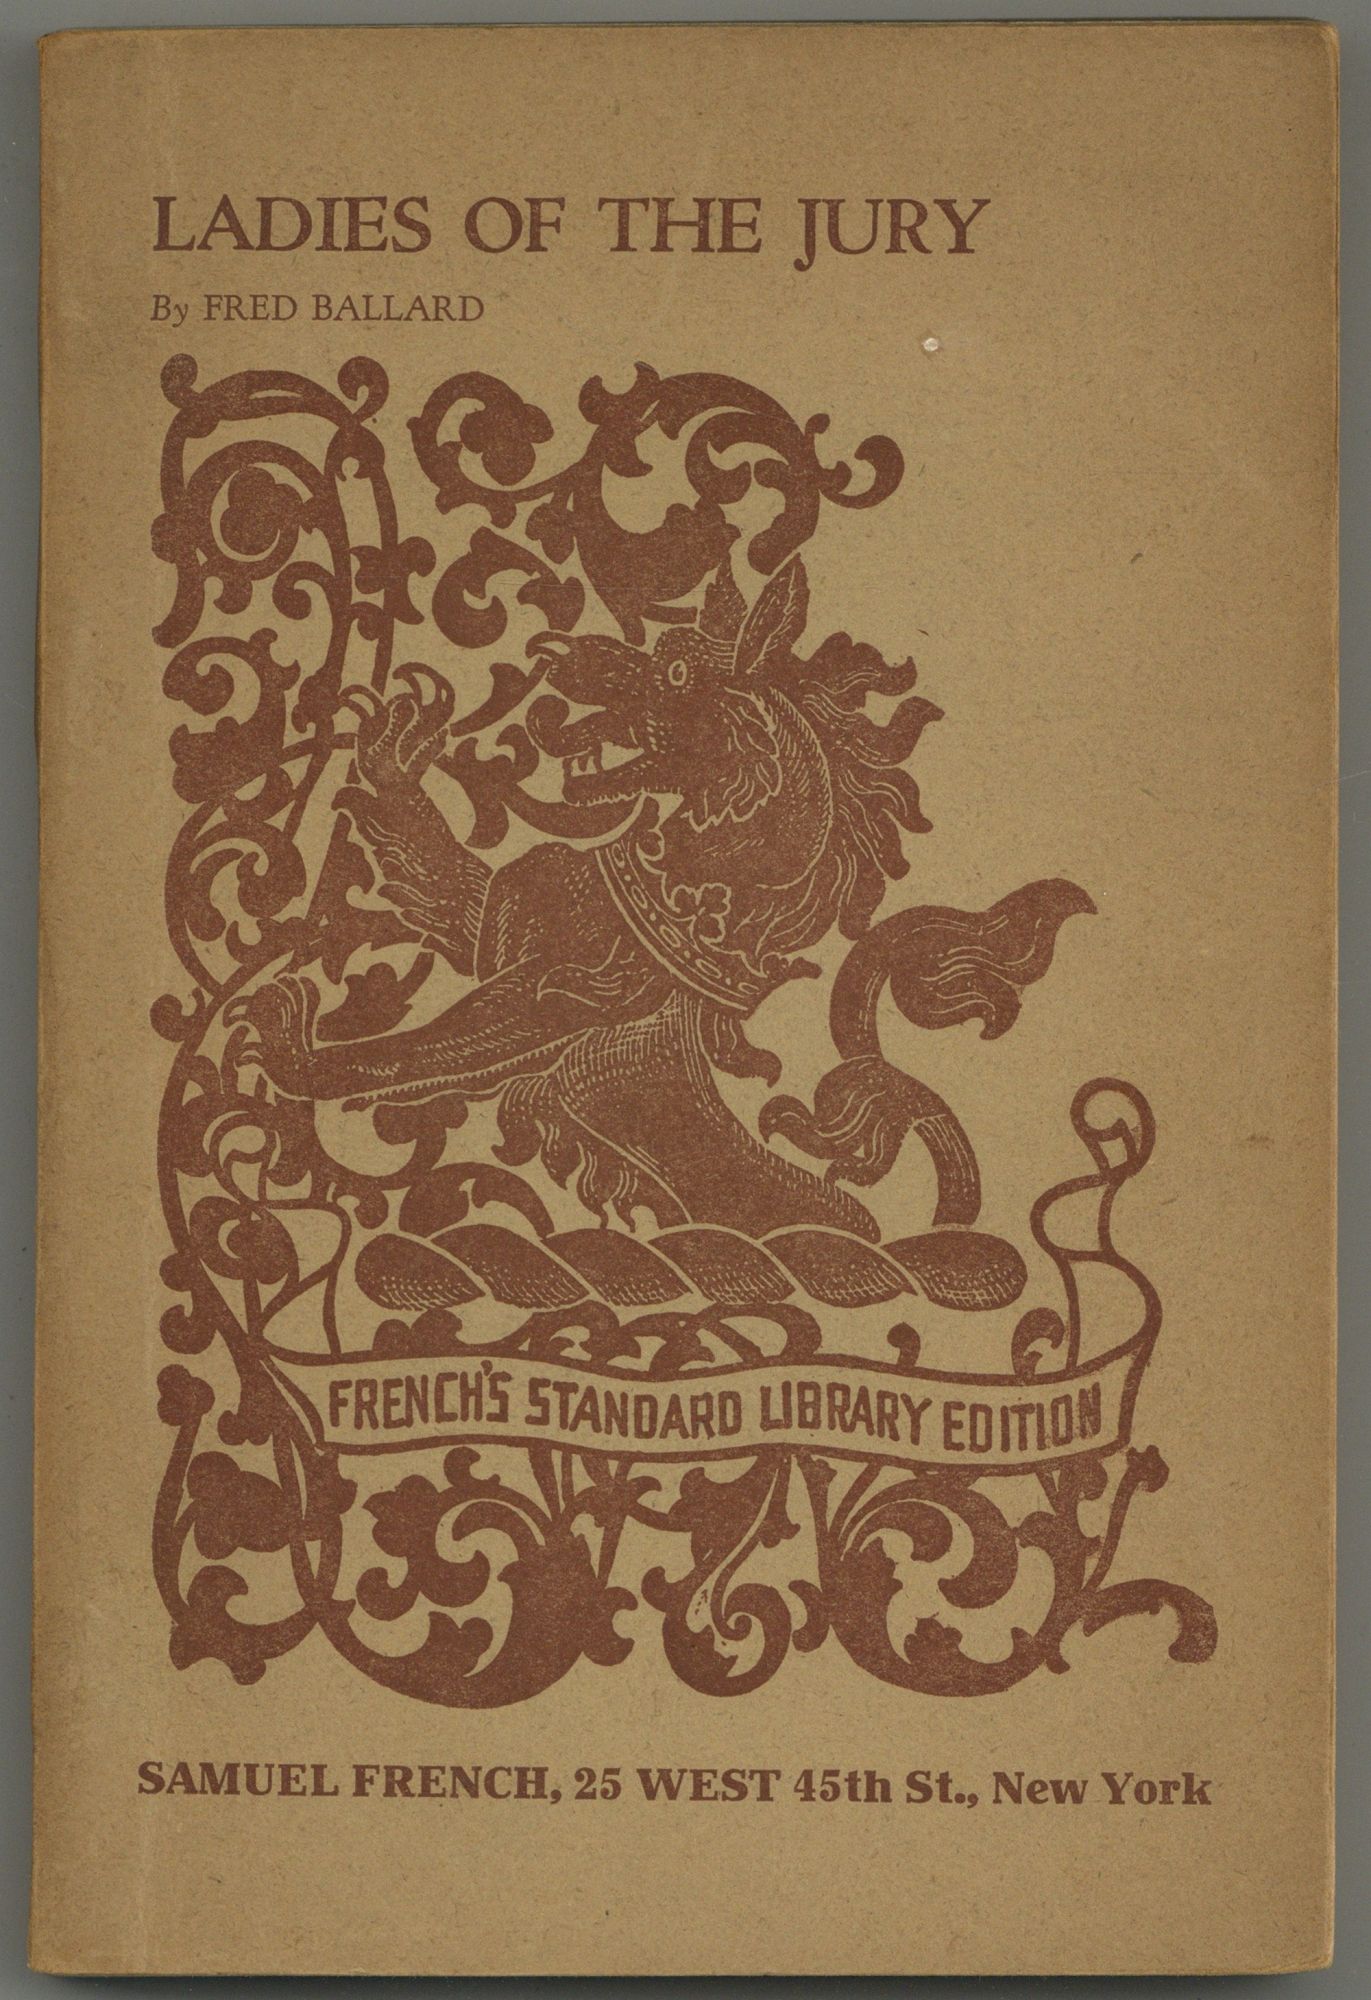 LADIES OF THE JURY
By FRED BALLARD
FRENCH'S STANDARD LIBRARY EDITION
SAMUEL FRENCH, 25 WEST 45th St., New York